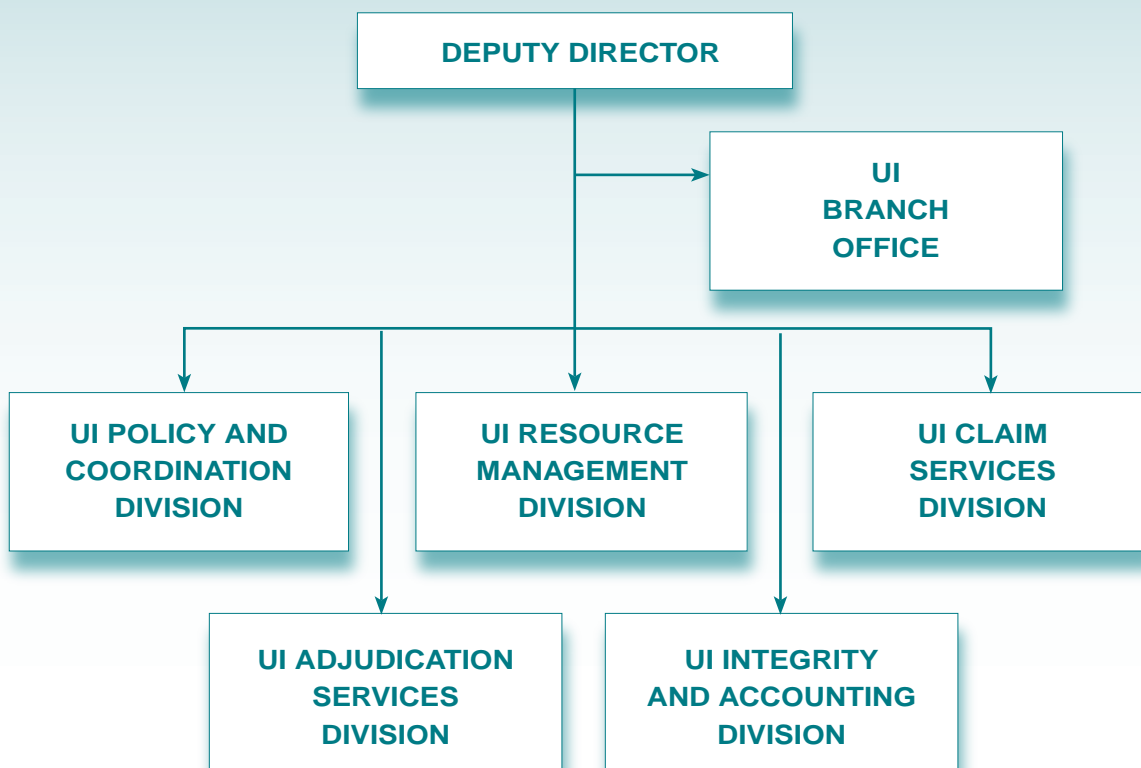 DEPUTY DIRECTOR
UI
BRANCH
OFFICE
UI POLICY AND
COORDINATION
DIVISION
UI RESOURCE
MANAGEMENT
DIVISION
UI CLAIM
SERVICES
DIVISION
UI ADJUDICATION
SERVICES
DIVISION
UI INTEGRITY
AND ACCOUNTING
DIVISION